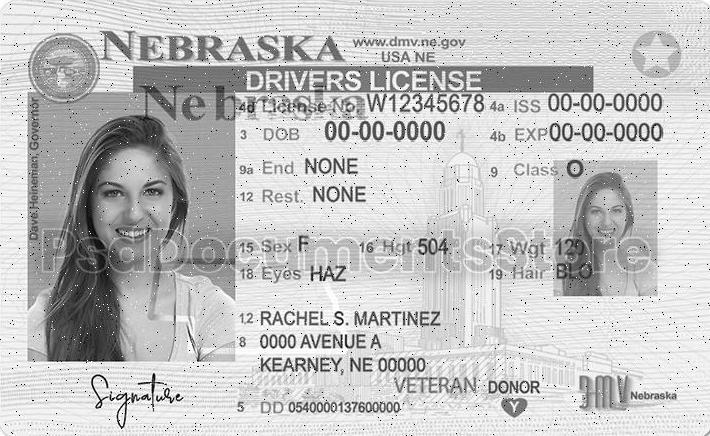 NEBRASKA www.dmv.ne.gov
USA NE
DRIVERS LICENSE
Nebraska
4d License No. W12345678 4a ISS 00-00-0000
3 DOB 00-00-0000 4b EXP 00-00-0000
9a End NONE 9 Class O
12 Rest. NONE
15 Sex F 16 Hgt 504 17 Wgt 120
18 Eyes HAZ 19 Hair BLO
PsdDocumentsStore
12 RACHEL S. MARTINEZ
8 0000 AVENUE A
KEARNEY, NE 00000
VETERAN DONOR
Y
5 DD 0540000137600000
DMV Nebraska
Dave Heineman, Governor
Signature